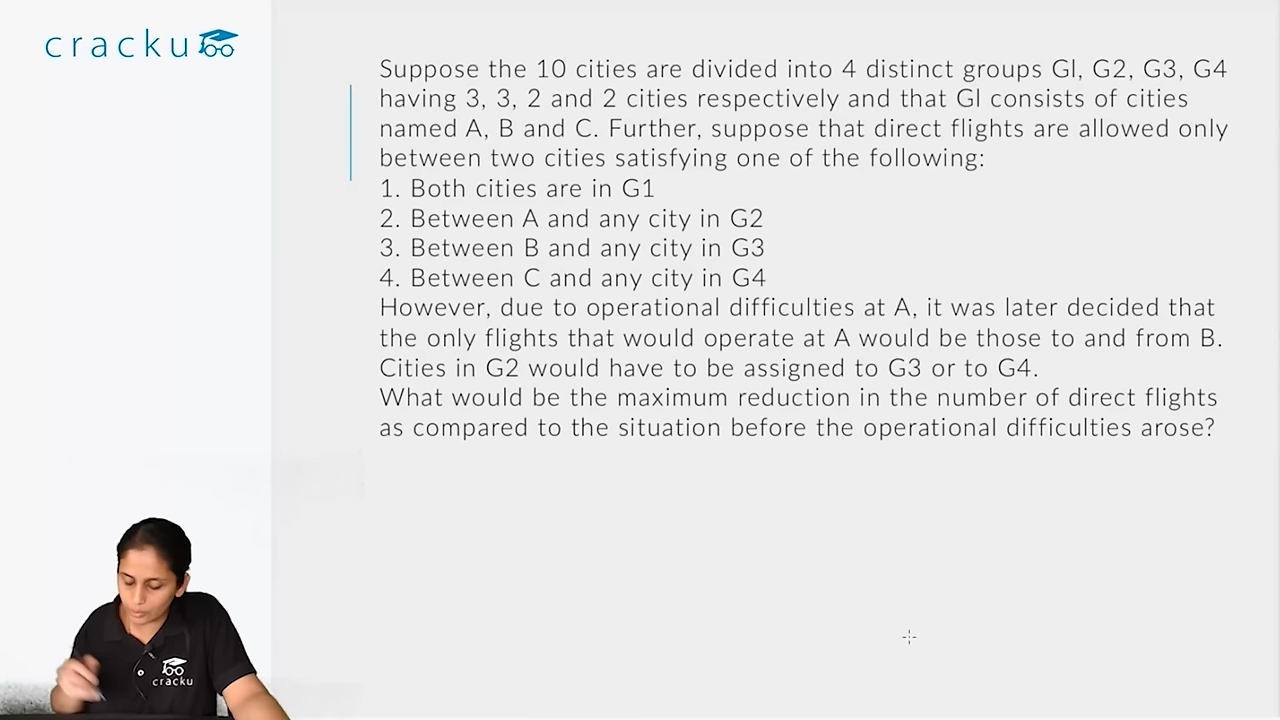 cracku
Suppose the 10 cities are divided into 4 distinct groups Gl, G2, G3, G4
having 3, 3, 2 and 2 cities respectively and that Gl consists of cities
named A, B and C. Further, suppose that direct flights are allowed only
between two cities satisfying one of the following:
1. Both cities are in G1
2. Between A and any city in G2
3. Between B and any city in G3
4. Between C and any city in G4
However, due to operational difficulties at A, it was later decided that
the only flights that would operate at A would be those to and from B.
Cities in G2 would have to be assigned to G3 or to G4.
What would be the maximum reduction in the number of direct flights
as compared to the situation before the operational difficulties arose?
cracku